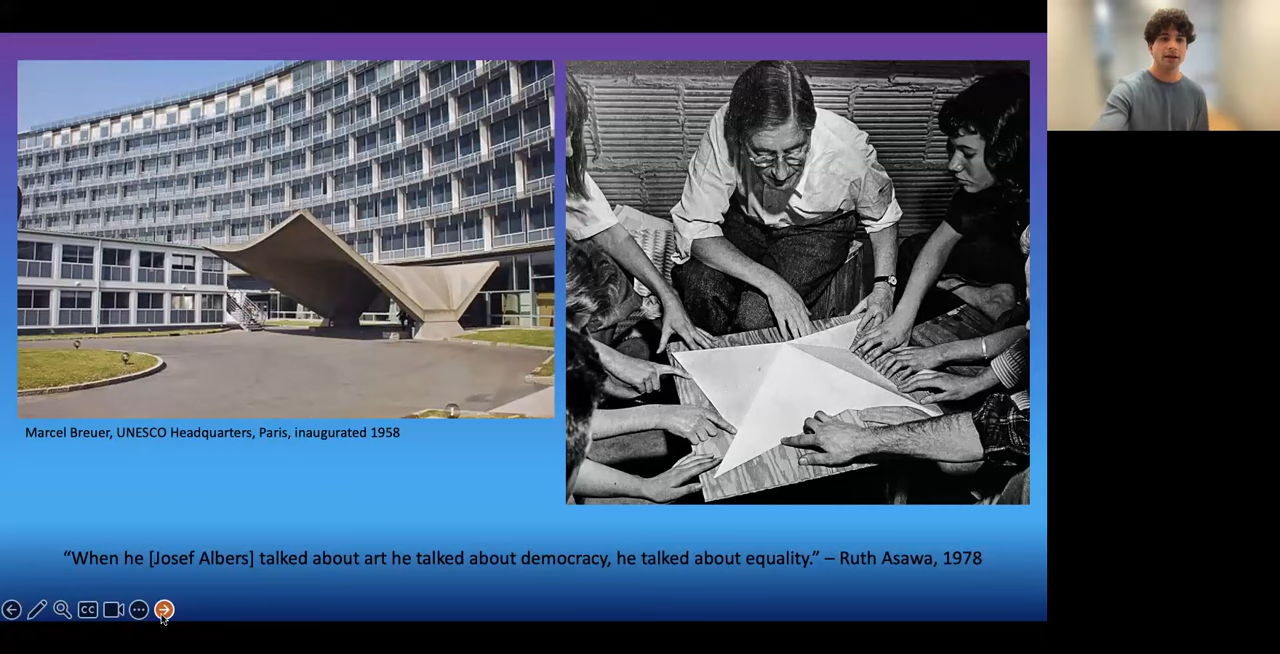 Marcel Breuer, UNESCO Headquarters, Paris, inaugurated 1958
“When he [Josef Albers] talked about art he talked about democracy, he talked about equality.” – Ruth Asawa, 1978
CC